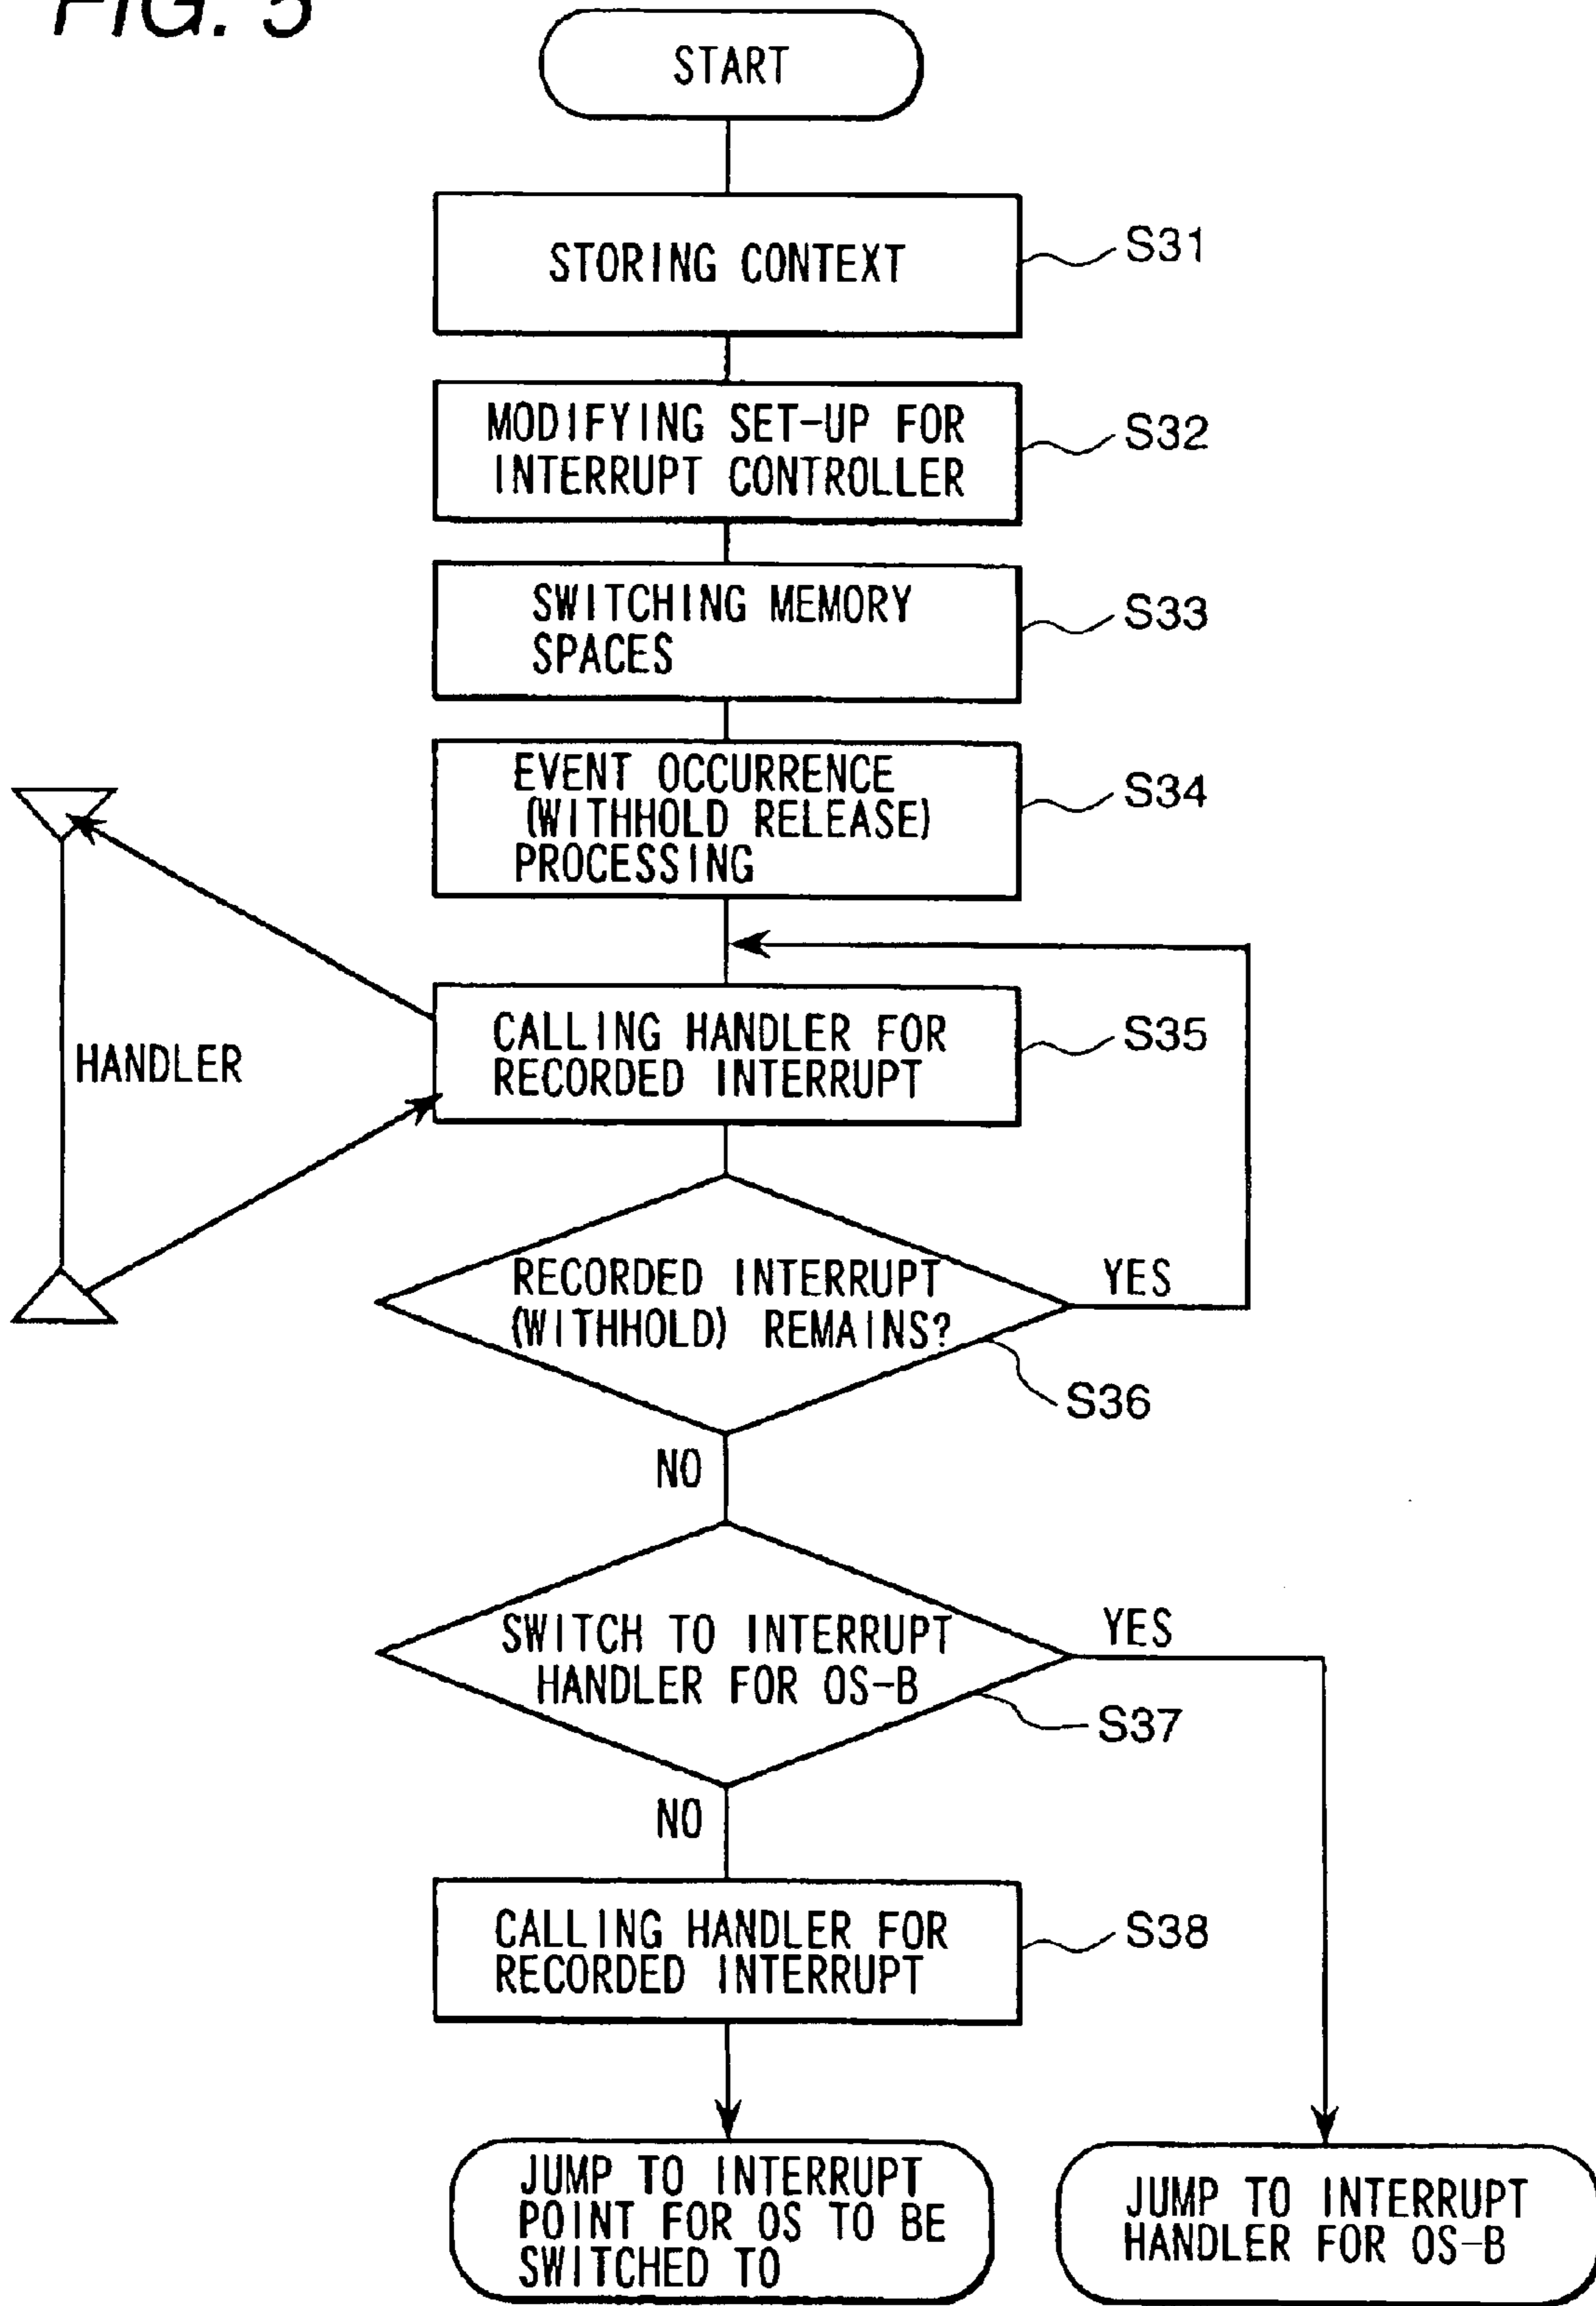 FIG. 5
START
STORING CONTEXT
S31
MODIFYING SET-UP FOR
INTERRUPT CONTROLLER
S32
SWITCHING MEMORY
SPACES
S33
EVENT OCCURRENCE
(WITHHOLD RELEASE)
PROCESSING
S34
HANDLER
CALLING HANDLER FOR
RECORDED INTERRUPT
S35
RECORDED INTERRUPT
(WITHHOLD) REMAINS?
YES
S36
NO
SWITCH TO INTERRUPT
HANDLER FOR OS-B
YES
S37
NO
CALLING HANDLER FOR
RECORDED INTERRUPT
S38
JUMP TO INTERRUPT
POINT FOR OS TO BE
SWITCHED TO
JUMP TO INTERRUPT
HANDLER FOR OS-B